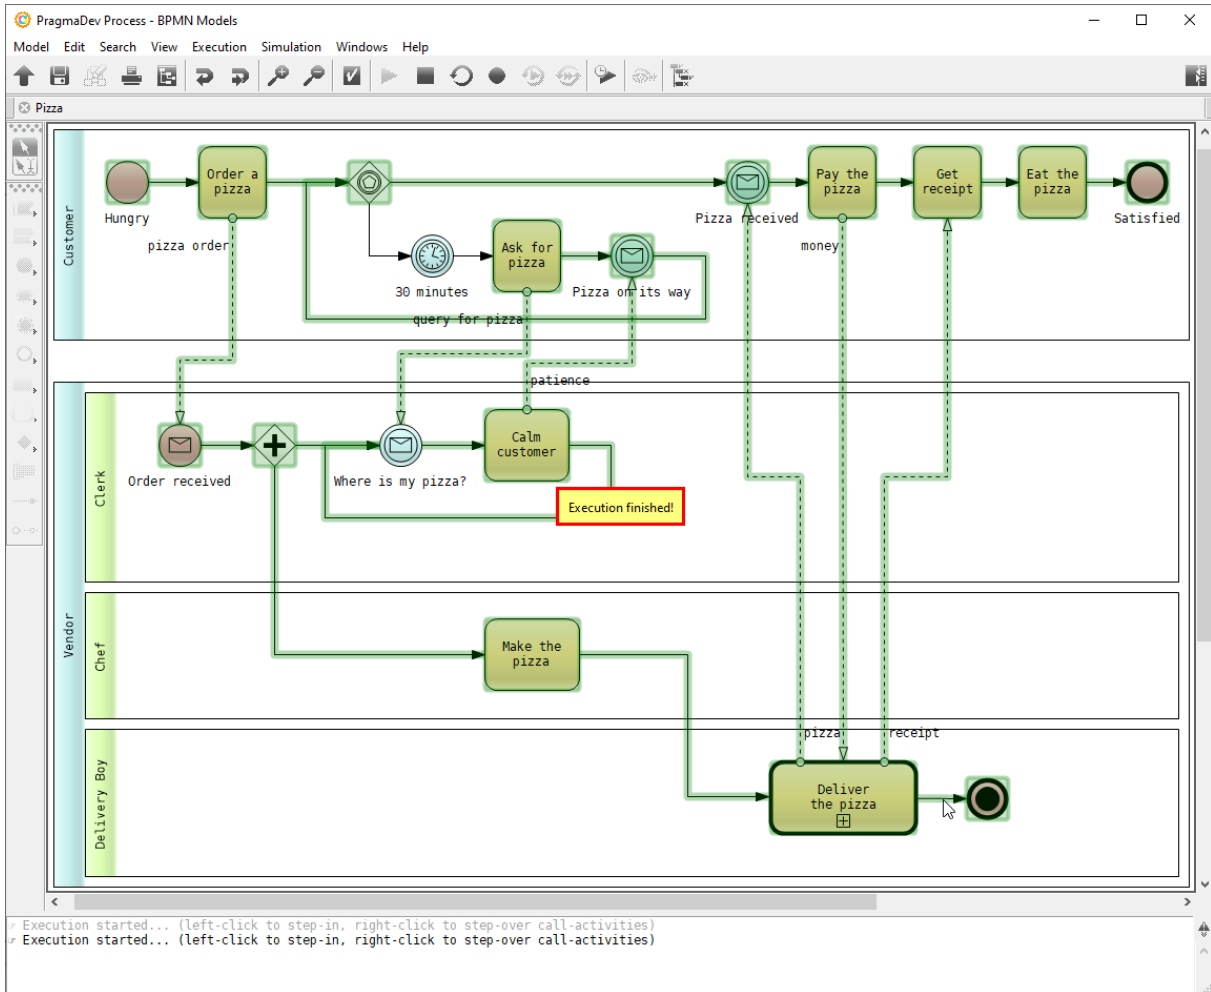 PragmaDev Process - BPMN Models
Model Edit Search View Execution Simulation Windows Help
Pizza
Customer
Hungry
Order a
pizza
pizza order
30 minutes
Ask for
pizza
Pizza on its way
query for pizza
Pizza received
Pay the
pizza
money
Get
receipt
Eat the
pizza
Satisfied
patience
Vendor
Clerk
Order received
Where is my pizza?
Calm
customer
Execution finished!
Chef
Make the
pizza
Delivery Boy
pizza
receipt
Deliver
the pizza
Execution started... (left-click to step-in, right-click to step-over call-activities)
Execution started... (left-click to step-in, right-click to step-over call-activities)